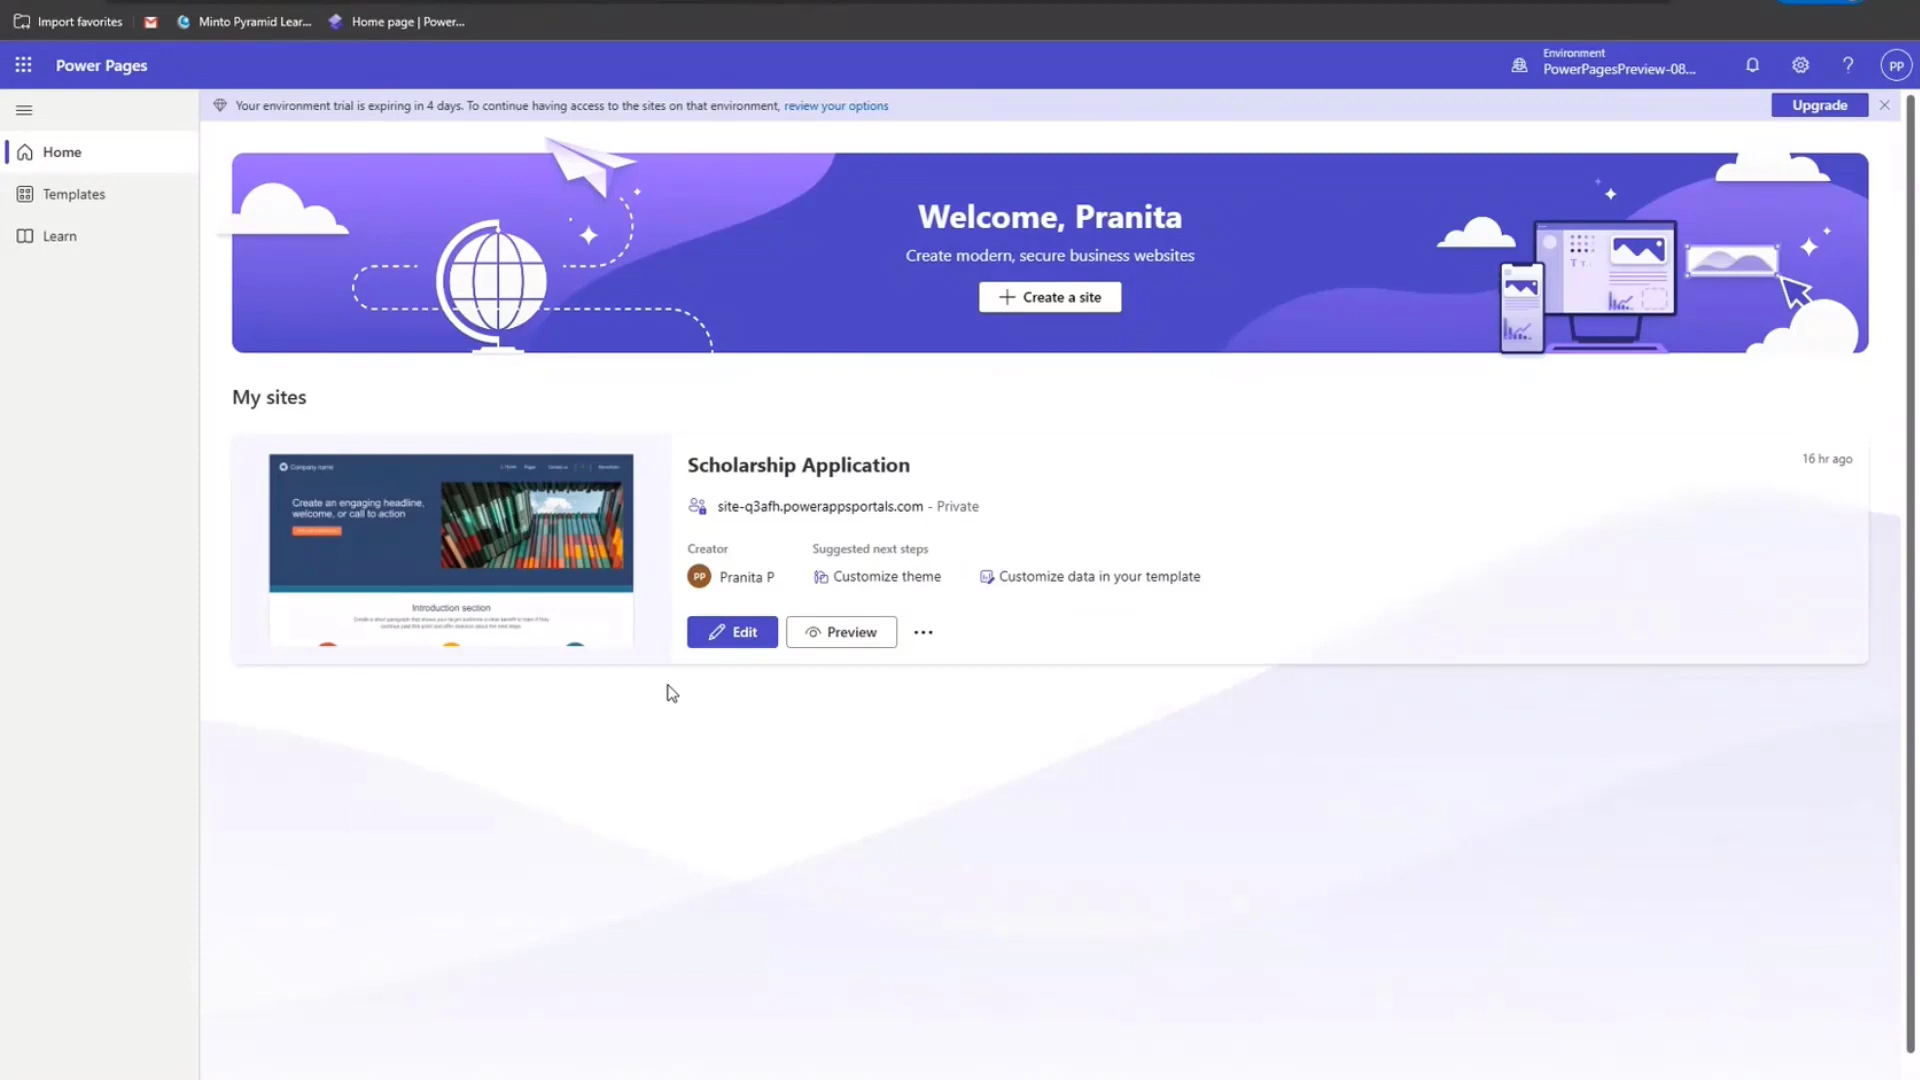 Import favorites
Minto Pyramid Lear...
Home page | Power...
Power Pages
Environment
PowerPagesPreview-08...
?
PP
Your environment trial is expiring in 4 days. To continue having access to the sites on that environment, review your options
Upgrade
Home
Templates
Learn
Welcome, Pranita
Create modern, secure business websites
+ Create a site
My sites
Company name
Create an engaging headline,
welcome, or call to action
Introduction section
Scholarship Application
16 hr ago
site-q3afh.powerappsportals.com - Private
Creator
Suggested next steps
PP
Pranita P
Customize theme
Customize data in your template
Edit
Preview
...